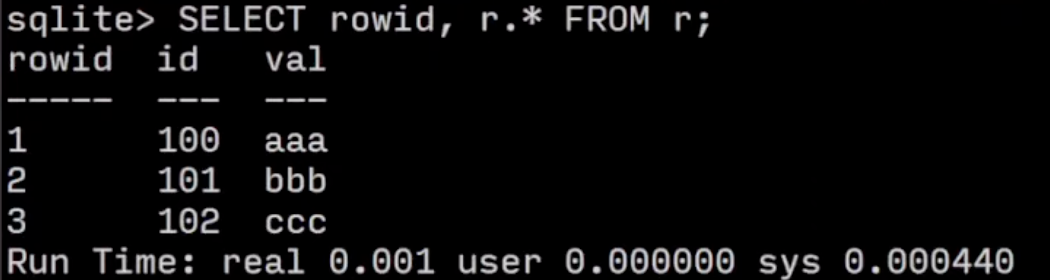 sqlite> SELECT rowid, r.* FROM r;
rowid  id   val
-----  ---  ---
1      100  aaa
2      101  bbb
3      102  ccc
Run Time: real 0.001 user 0.000000 sys 0.000440